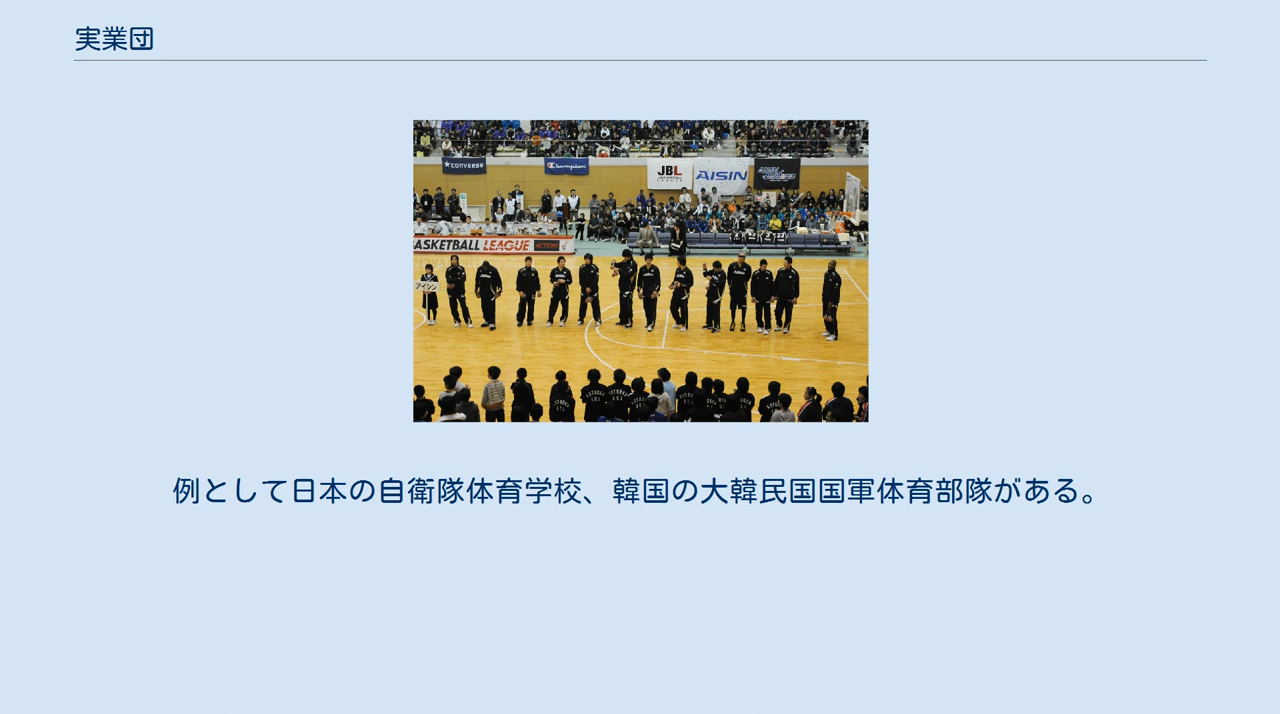 実業団
CONVERSE
Champion
JBL
AISIN
BASKETBALL LEAGUE
ACTION!
アイシン
例として日本の自衛隊体育学校、韓国の大韓民国国軍体育部隊がある。